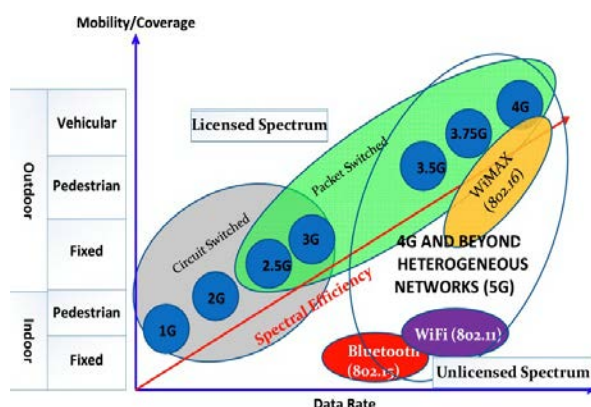 Mobility/Coverage
Outdoor
Indoor
Vehicular
Pedestrian
Fixed
Pedestrian
Fixed
Licensed Spectrum
Circuit Switched
Packet Switched
1G
2G
2.5G
3G
3.5G
3.75G
4G
WiMAX
(802.16)
Spectral Efficiency
4G AND BEYOND
HETEROGENEOUS
NETWORKS (5G)
WiFi (802.11)
Bluetooth
(802.15)
Unlicensed Spectrum
Data Rate